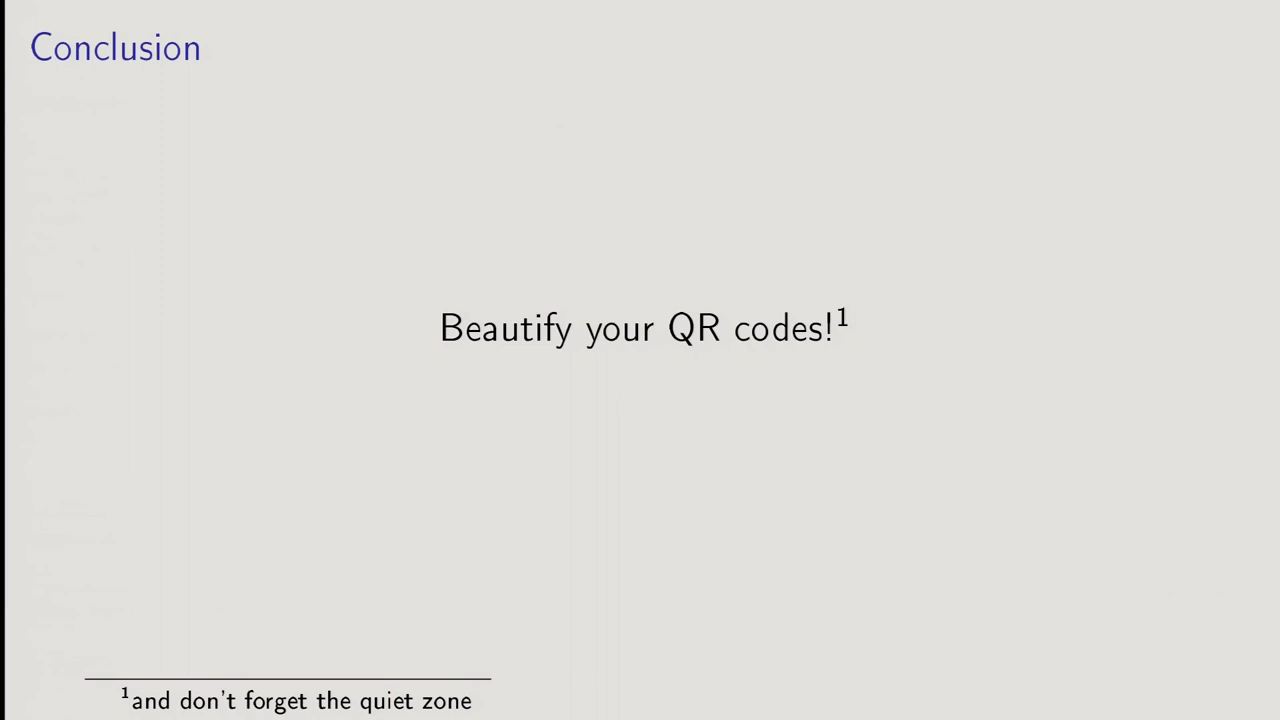 Conclusion
Beautify your QR codes!¹
¹and don't forget the quiet zone